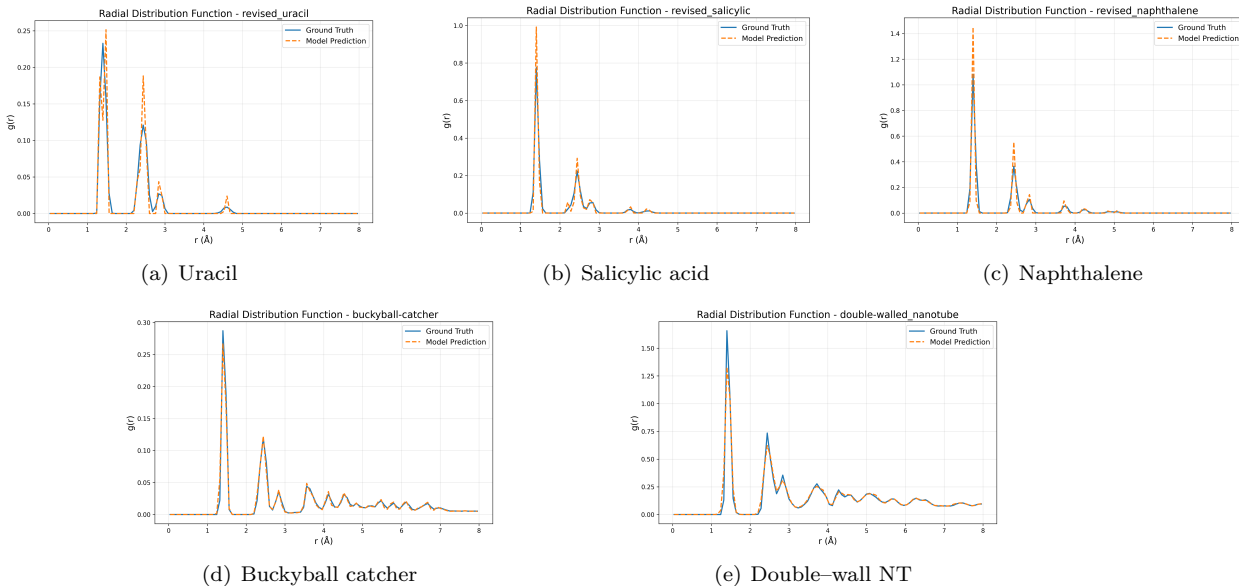 Radial Distribution Function - revised_uracil
Ground Truth
Model Prediction
0.25
0.20
0.15
0.10
0.05
0.00
g(r)
0 1 2 3 4 5 6 7 8
r (Å)
(a) Uracil
Radial Distribution Function - revised_salicylic
Ground Truth
Model Prediction
1.0
0.8
0.6
0.4
0.2
0.0
g(r)
0 1 2 3 4 5 6 7 8
r (Å)
(b) Salicylic acid
Radial Distribution Function - revised_naphthalene
Ground Truth
Model Prediction
1.4
1.2
1.0
0.8
0.6
0.4
0.2
0.0
g(r)
0 1 2 3 4 5 6 7 8
r (Å)
(c) Naphthalene
Radial Distribution Function - buckyball-catcher
Ground Truth
Model Prediction
0.30
0.25
0.20
0.15
0.10
0.05
0.00
g(r)
0 1 2 3 4 5 6 7 8
r (Å)
(d) Buckyball catcher
Radial Distribution Function - double-walled_nanotube
Ground Truth
Model Prediction
1.50
1.25
1.00
0.75
0.50
0.25
0.00
g(r)
0 1 2 3 4 5 6 7 8
r (Å)
(e) Double–wall NT